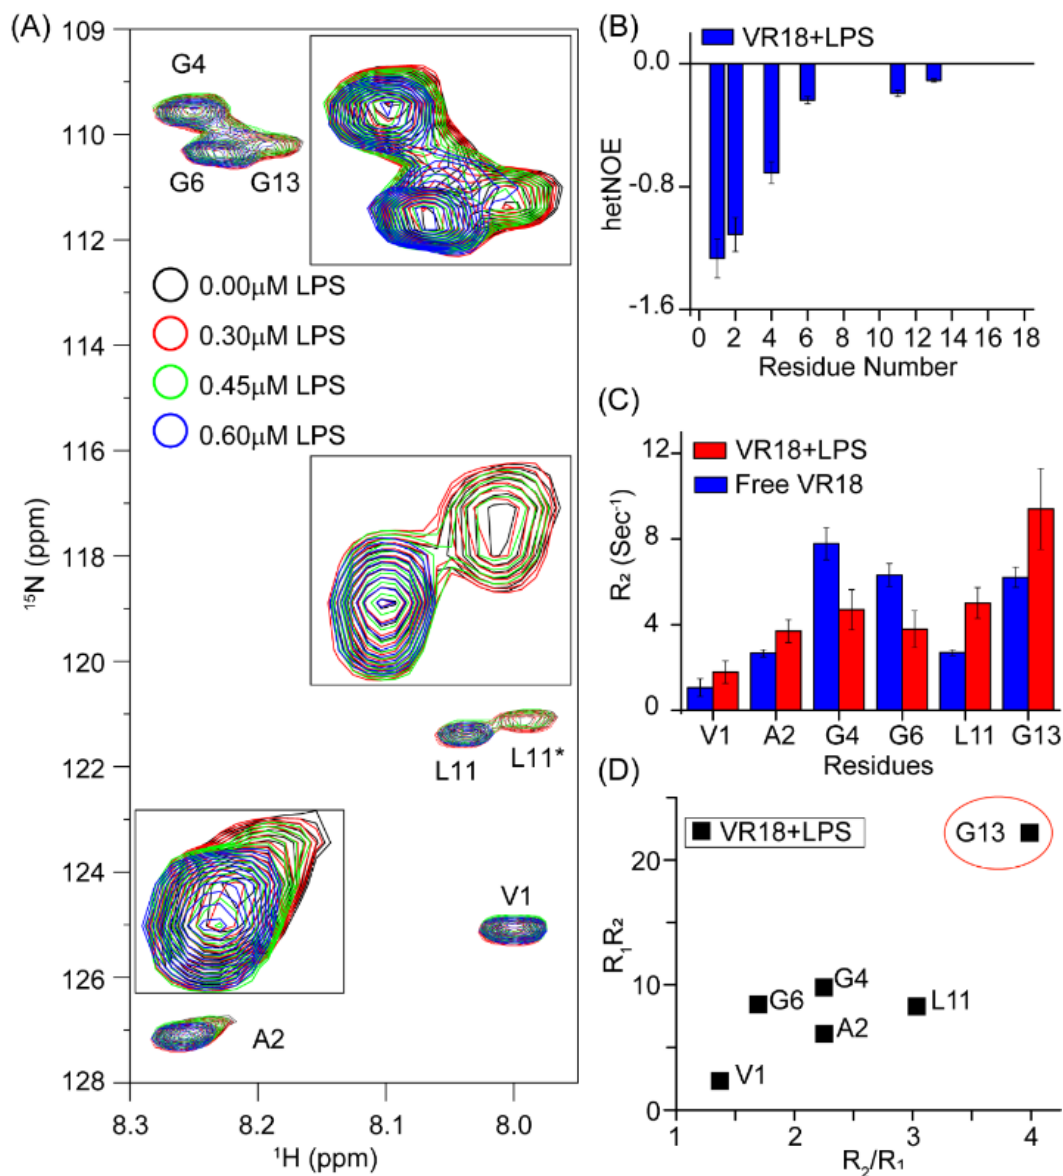 (A)
109
110
112
114
116
118
120
122
124
126
128
¹⁵N (ppm)
8.3
8.2
8.1
8.0
¹H (ppm)
G4
G6
G13
0.00μM LPS
0.30μM LPS
0.45μM LPS
0.60μM LPS
L11
L11*
V1
A2
(B)
VR18+LPS
0.0
-0.8
-1.6
hetNOE
0 2 4 6 8 10 12 14 16 18
Residue Number
(C)
VR18+LPS
Free VR18
12
8
4
0
R₂ (Sec⁻¹)
V1 A2 G4 G6 L11 G13
Residues
(D)
VR18+LPS
G13
20
10
0
R₁R₂
G4
G6
L11
A2
V1
1 2 3 4
R₂/R₁